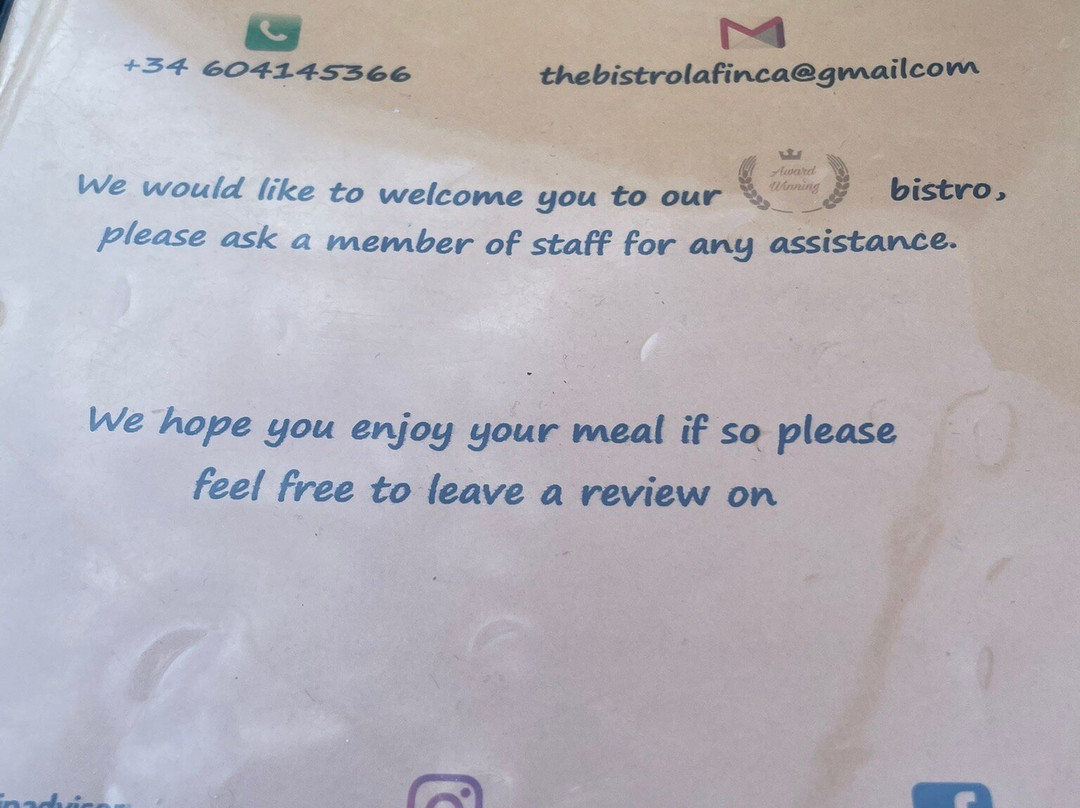 +34 604145366
thebistrolafinca@gmailcom
We would like to welcome you to our Award Winning bistro,
please ask a member of staff for any assistance.
We hope you enjoy your meal if so please
feel free to leave a review on